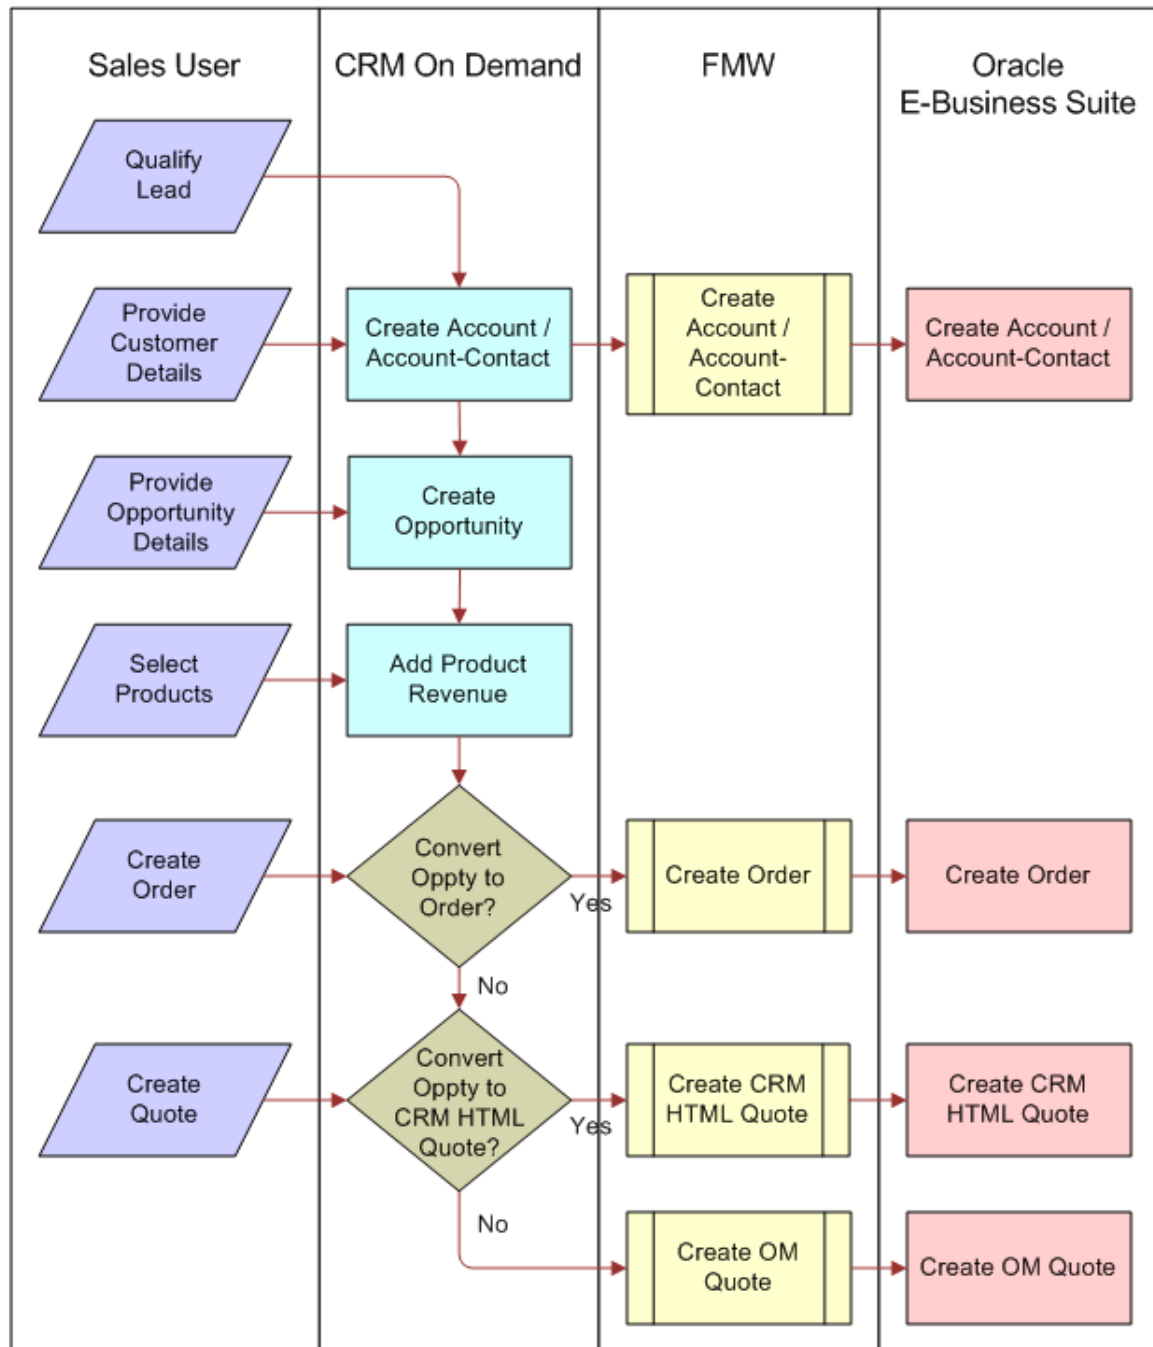 Sales User
CRM On Demand
FMW
Oracle
E-Business Suite
Qualify
Lead
Provide
Customer
Details
Create Account /
Account-Contact
Create
Account /
Account-
Contact
Create Account /
Account-Contact
Provide
Opportunity
Details
Create
Opportunity
Select
Products
Add Product
Revenue
Create
Order
Convert
Oppty to
Order?
Yes
Create Order
Create Order
No
Create
Quote
Convert
Oppty to
CRM HTML
Quote?
Yes
Create CRM
HTML Quote
Create CRM
HTML Quote
No
Create OM
Quote
Create OM Quote